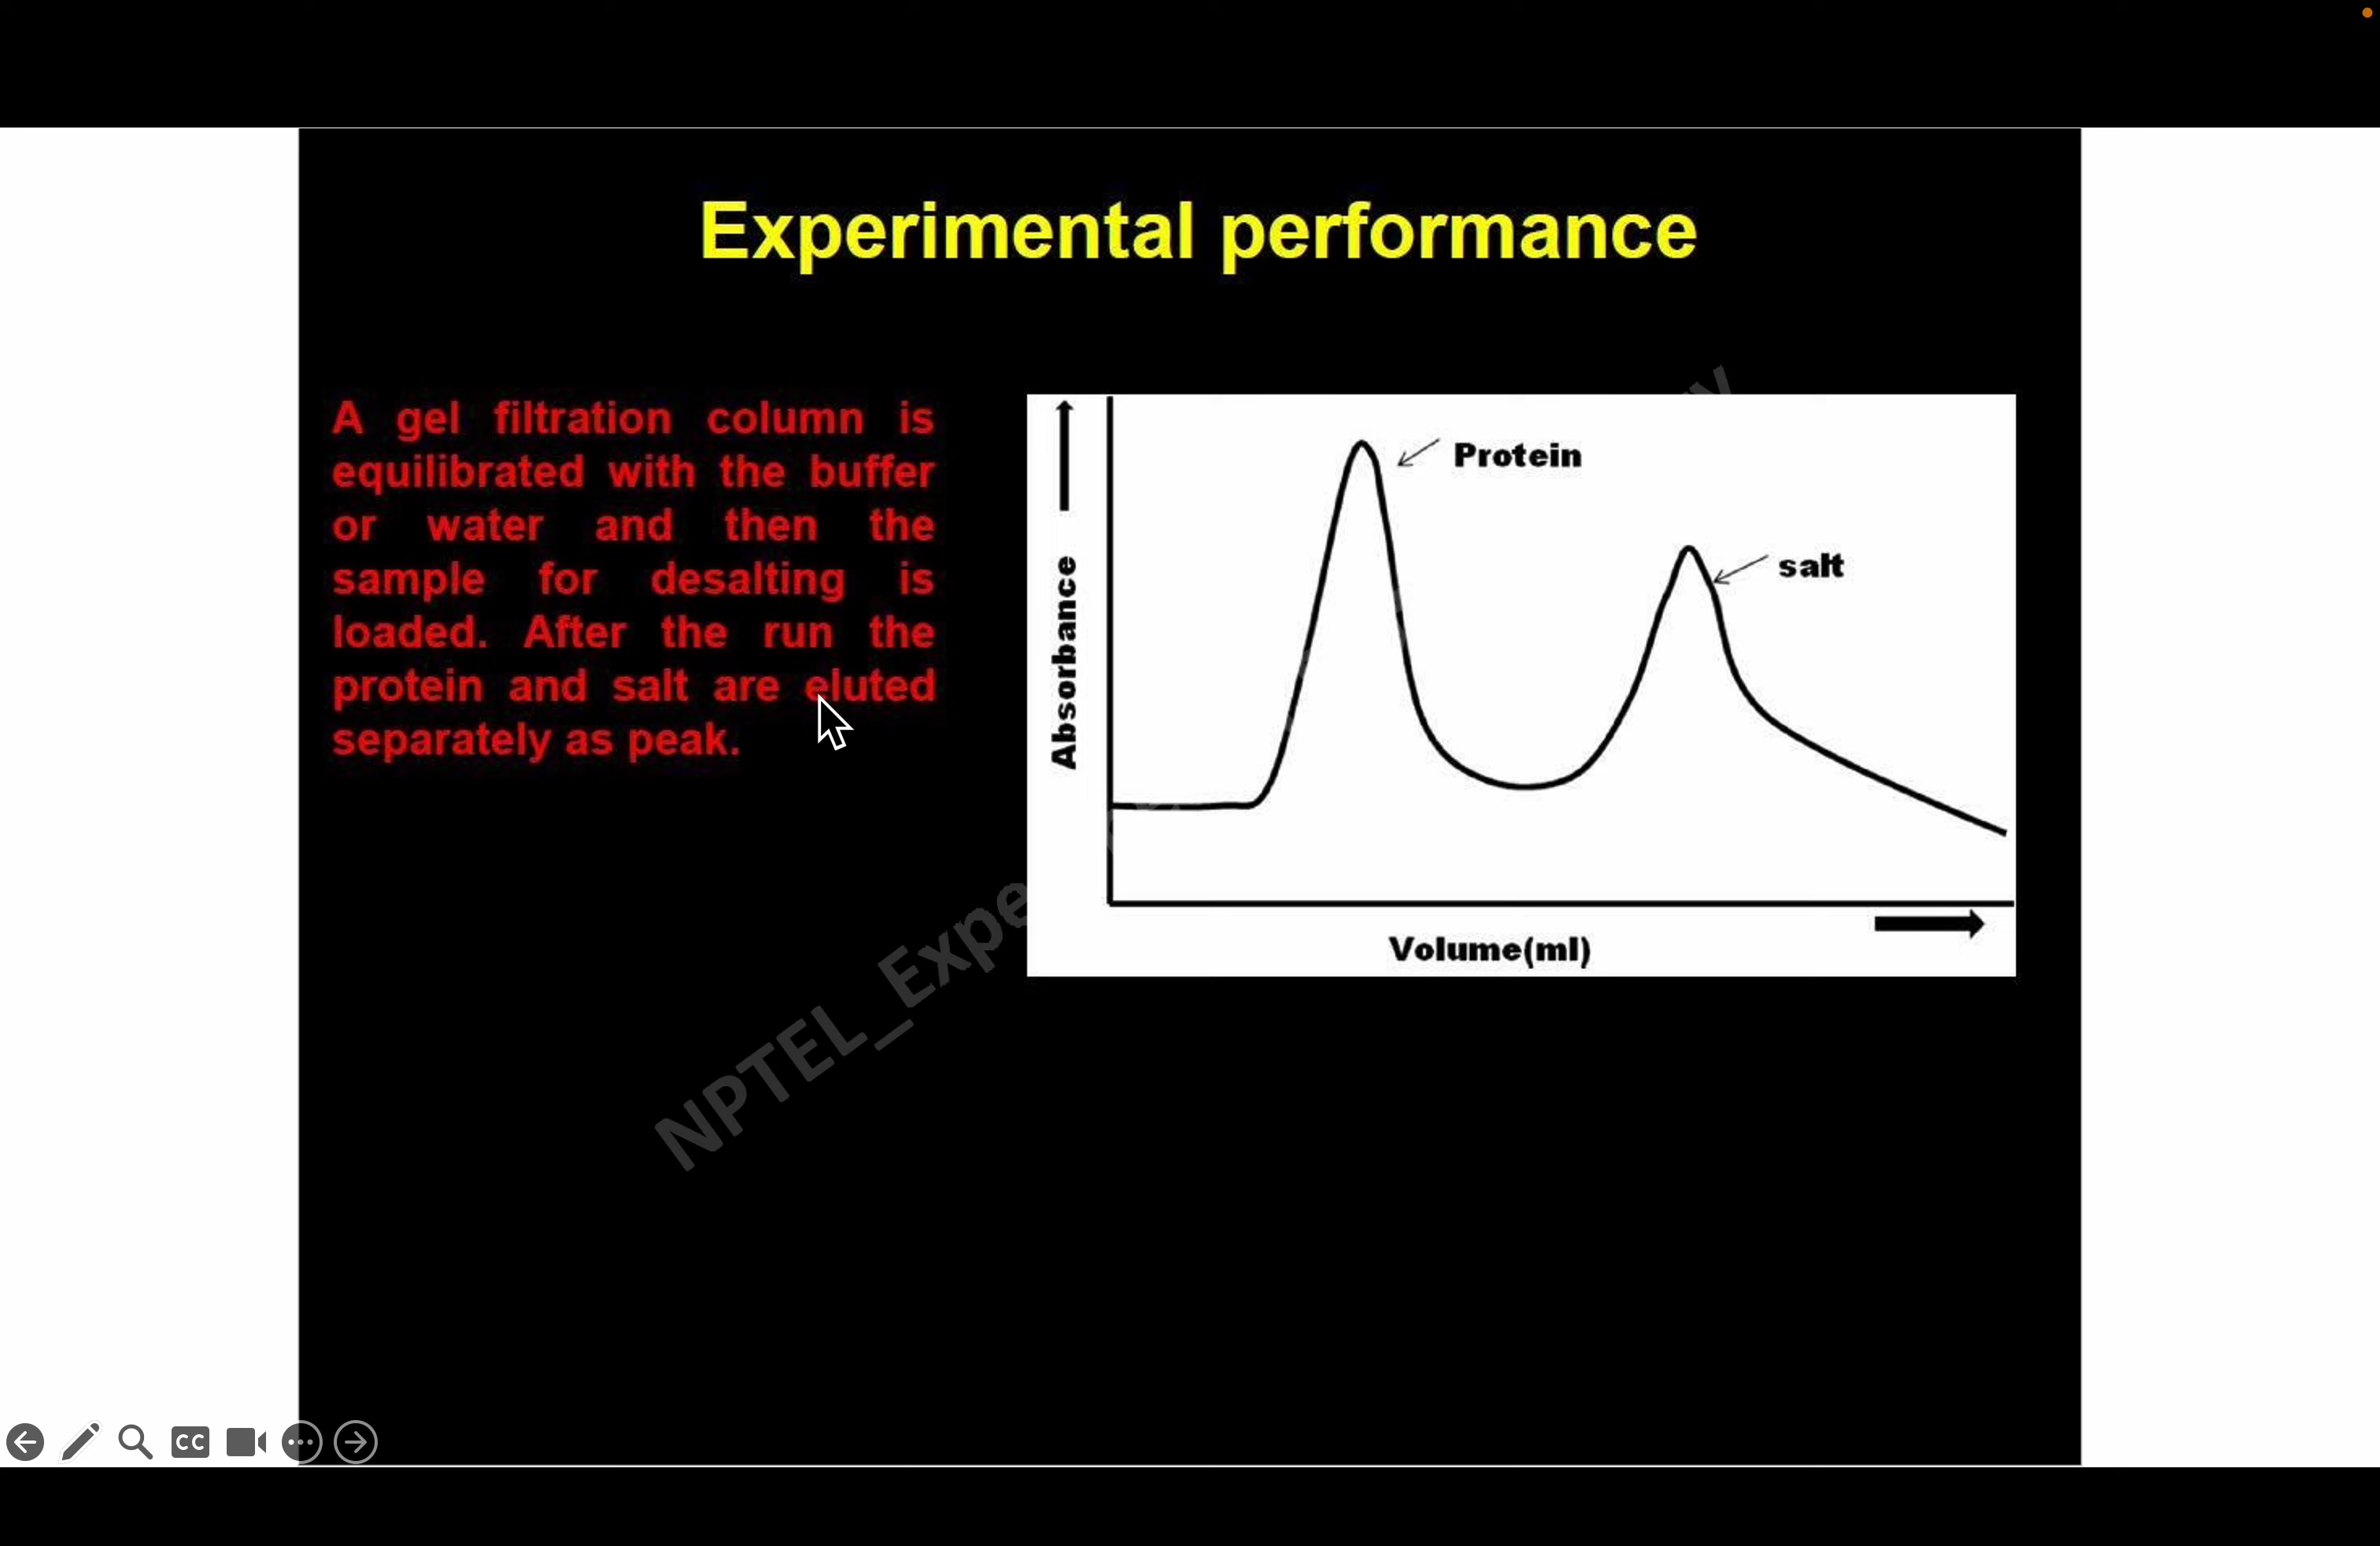 Experimental performance
A gel filtration column is
equilibrated with the buffer
or water and then the
sample for desalting is
loaded. After the run the
protein and salt are eluted
separately as peak.
Protein
salt
Absorbance
Volume(ml)
NPTEL_Expe
CC